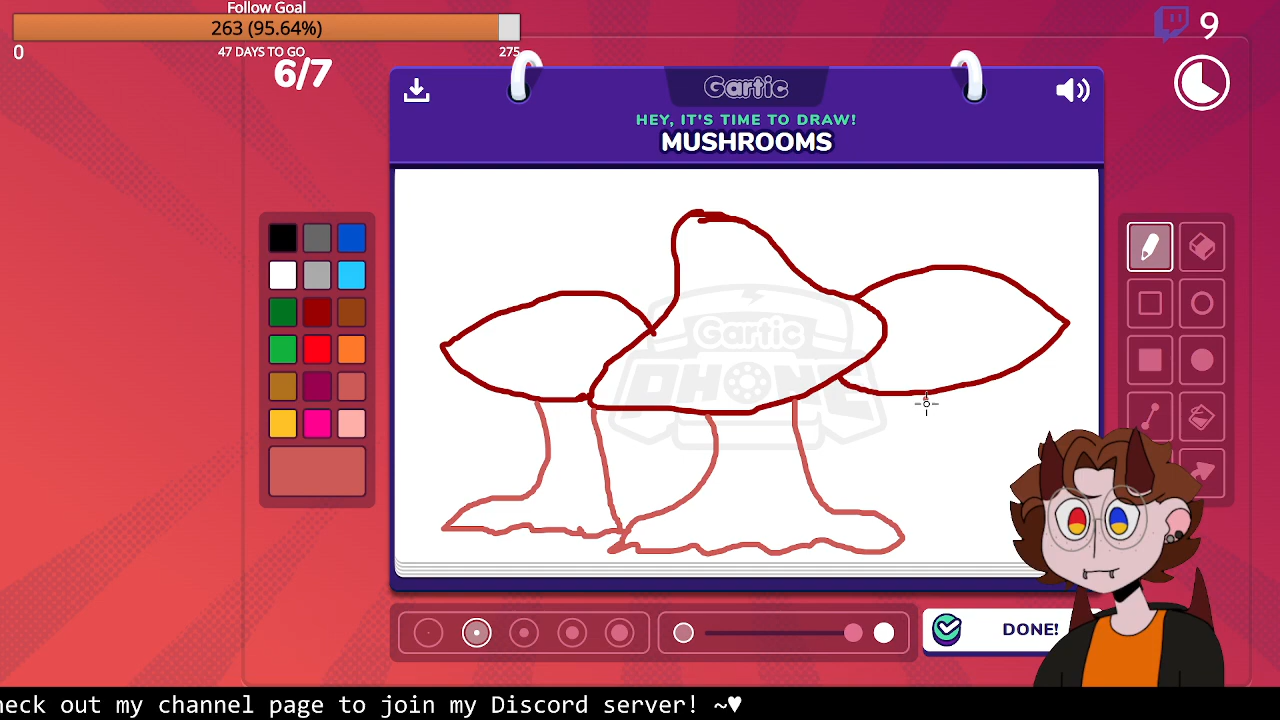 Follow Goal
263 (95.64%)
0
47 DAYS TO GO
275
6/7
9
Gartic
HEY, IT'S TIME TO DRAW!
MUSHROOMS
Gartic
PHONE
DONE!
heck out my channel page to join my Discord server! ~♥